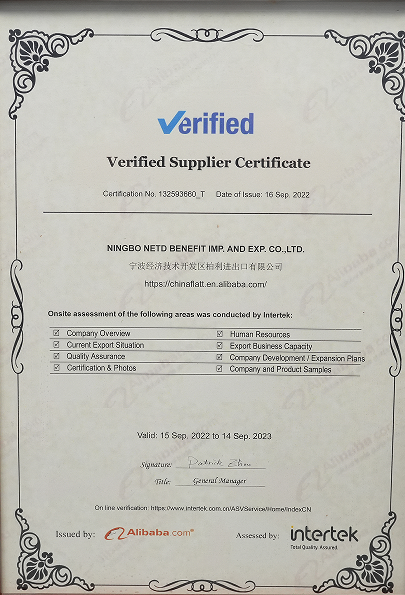 Verified
Verified Supplier Certificate
Certification No. 132593660_T Date of Issue: 16 Sep. 2022
NINGBO NETD BENEFIT IMP. AND EXP. CO.,LTD.
宁波经济技术开发区柏利进出口有限公司
https://chinaflatt.en.alibaba.com/
Onsite assessment of the following areas was conducted by Intertek:
☑ Company Overview ☑ Human Resources
☑ Current Export Situation ☑ Export Business Capacity
☑ Quality Assurance ☑ Company Development / Expansion Plans
☑ Certification & Photos ☑ Company and Product Samples
Valid: 15 Sep. 2022 to 14 Sep. 2023
Signature: Patrick Zhou
Title: General Manager
On line verification: https://www.intertek.com.cn/ASVService/Home/IndexCN
Issued by: Alibaba.com® Assessed by: intertek
Total Quality. Assured.